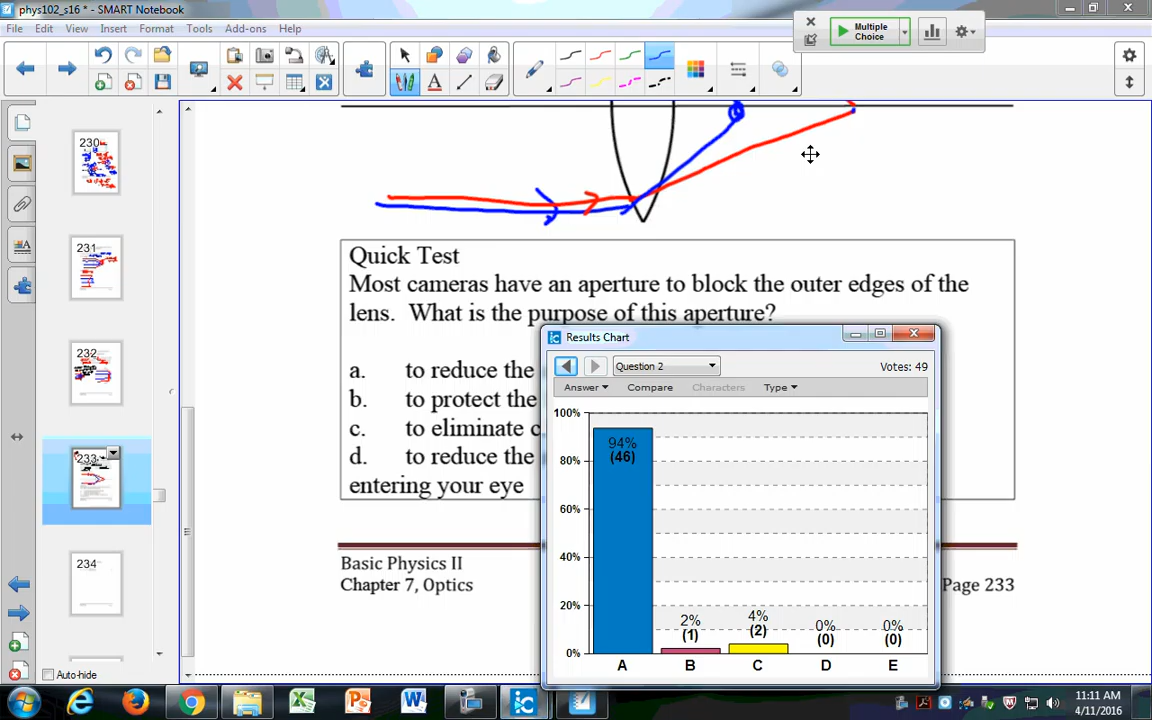 phys102_s16 * - SMART Notebook
File Edit View Insert Format Tools Add-ons Help
Multiple
Choice
230
231
232
233
234
Auto-hide
Quick Test
Most cameras have an aperture to block the outer edges of the
lens. What is the purpose of this aperture?
a. to reduce the
b. to protect the
c. to eliminate c
d. to reduce the
entering your eye
Basic Physics II
Chapter 7, Optics
Page 233
Results Chart
Question 2
Votes: 49
Answer Compare Characters Type
100%
80%
60%
40%
20%
0%
94%
(46)
2%
(1)
4%
(2)
0%
(0)
0%
(0)
A B C D E
11:11 AM
4/11/2016